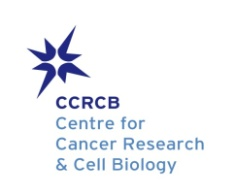 CCRCB
Centre for
Cancer Research
& Cell Biology